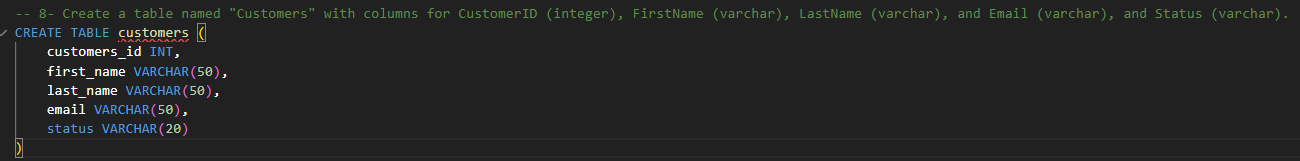 -- 8- Create a table named "Customers" with columns for CustomerID (integer), FirstName (varchar), LastName (varchar), and Email (varchar), and Status (varchar).
CREATE TABLE customers (
    customers_id INT,
    first_name VARCHAR(50),
    last_name VARCHAR(50),
    email VARCHAR(50),
    status VARCHAR(20)
)